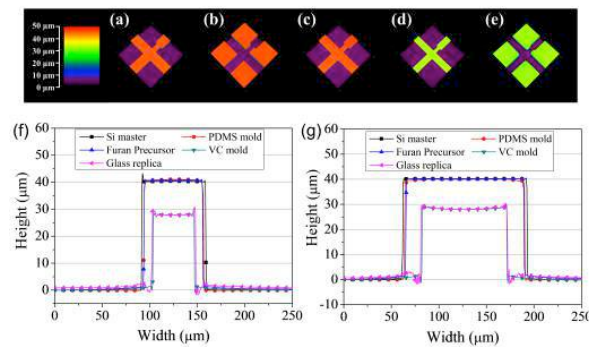 50 μm
40 μm
30 μm
20 μm
10 μm
0 μm
(a) (b) (c) (d) (e)
(f)
60
50
40
30
20
10
0
-10
Height (μm)
Si master PDMS mold
Furan Precursor VC mold
Glass replica
0 50 100 150 200 250
Width (μm)
(g)
60
50
40
30
20
10
0
-10
Height (μm)
Si master PDMS mold
Furan Precursor VC mold
Glass replica
0 50 100 150 200 250
Width (μm)